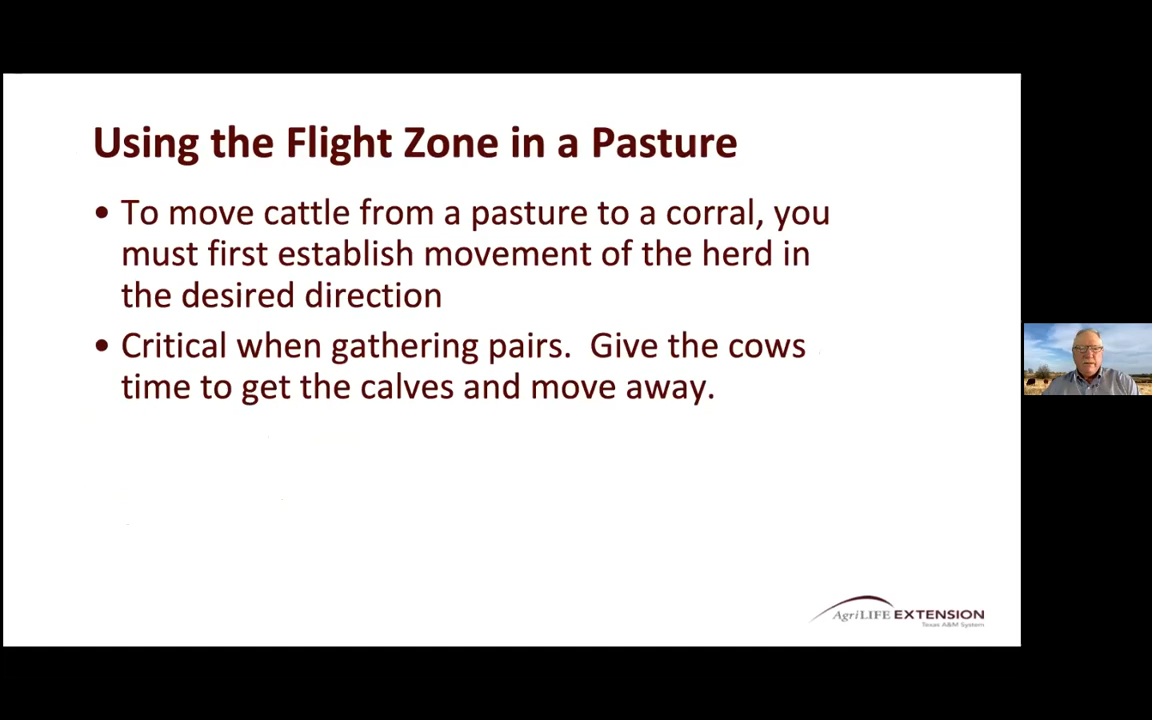 Using the Flight Zone in a Pasture
• To move cattle from a pasture to a corral, you
must first establish movement of the herd in
the desired direction
• Critical when gathering pairs.  Give the cows
time to get the calves and move away.
AgriLIFE EXTENSION
Texas A&M System